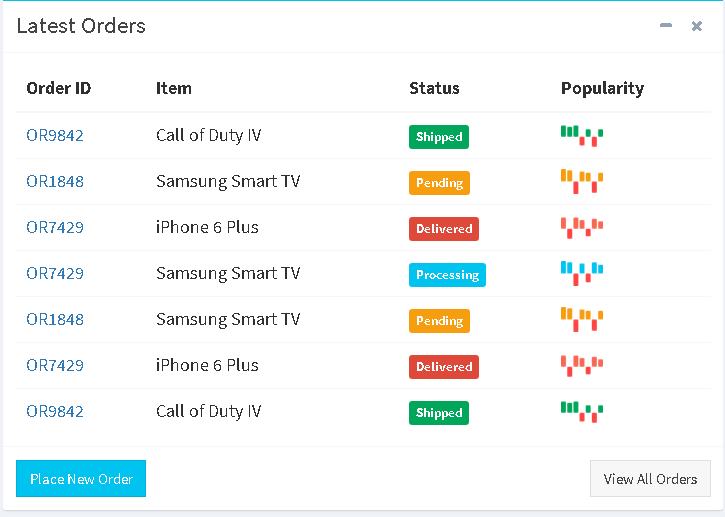 Latest Orders
Order ID Item Status Popularity
OR9842 Call of Duty IV Shipped
OR1848 Samsung Smart TV Pending
OR7429 iPhone 6 Plus Delivered
OR7429 Samsung Smart TV Processing
OR1848 Samsung Smart TV Pending
OR7429 iPhone 6 Plus Delivered
OR9842 Call of Duty IV Shipped
Place New Order View All Orders